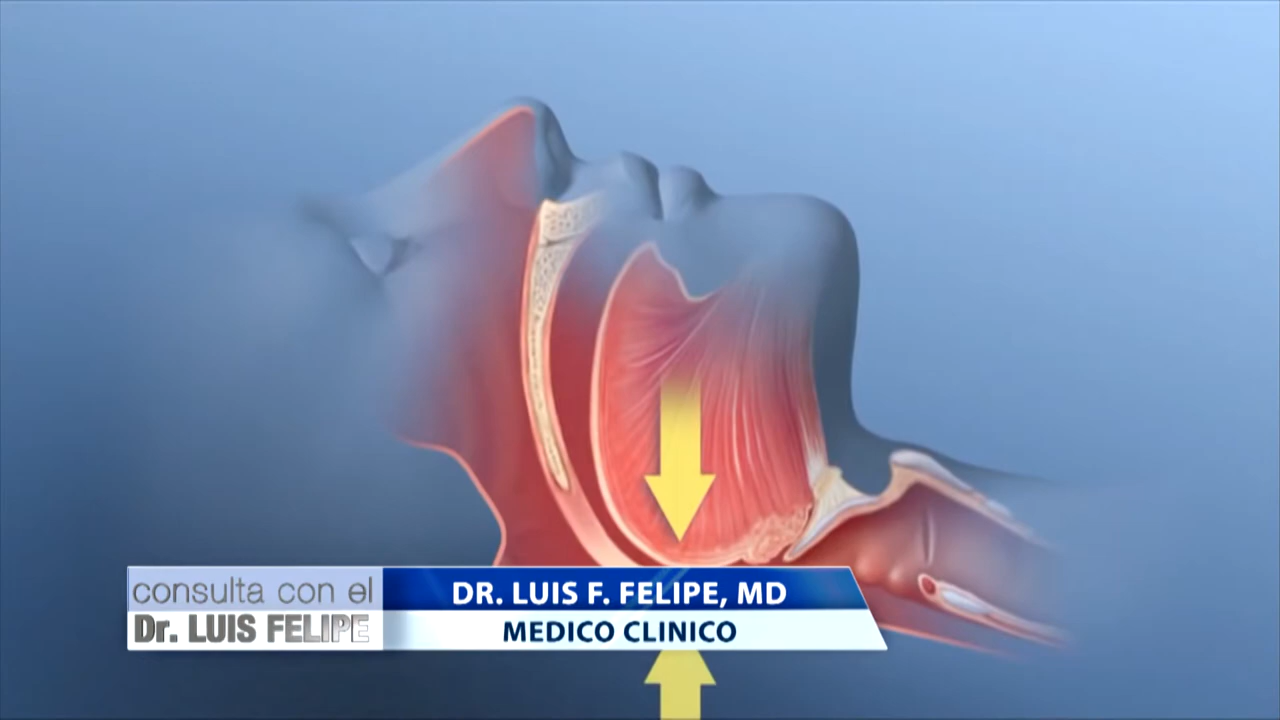 consulta con el
Dr. LUIS FELIPE
DR. LUIS F. FELIPE, MD
MEDICO CLINICO